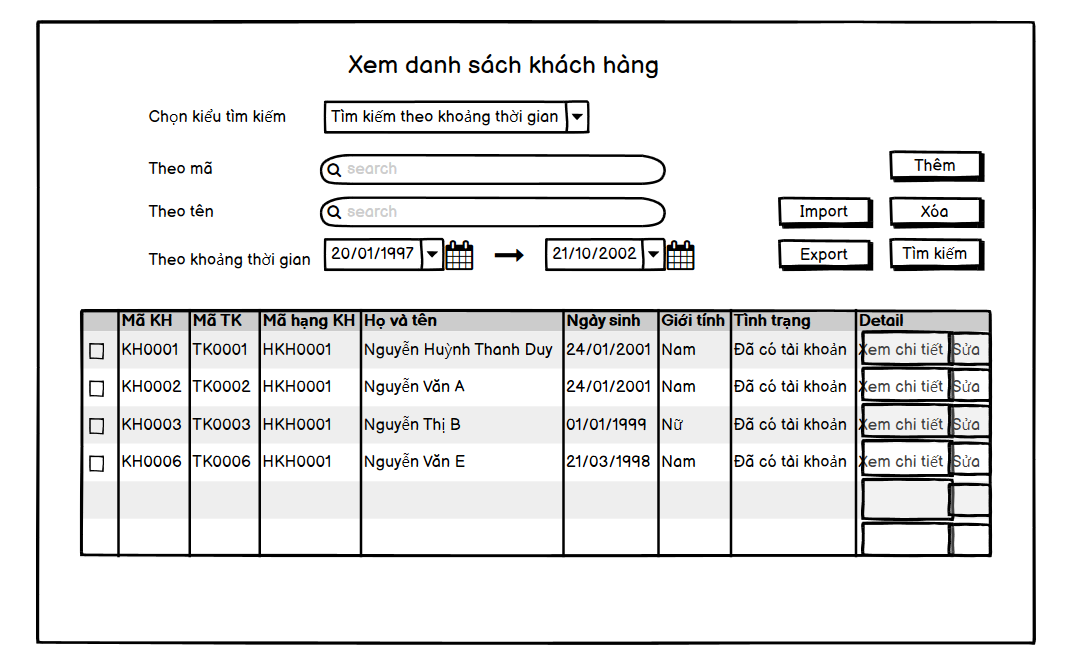 Xem danh sách khách hàng
Chọn kiểu tìm kiếm Tìm kiếm theo khoảng thời gian
Theo mã search Thêm
Theo tên search Import Xóa
Theo khoảng thời gian 20/01/1997 21/10/2002 Export Tìm kiếm
Mã KH Mã TK Mã hạng KH Họ và tên Ngày sinh Giới tính Tình trạng Detail
KH0001 TK0001 HKH0001 Nguyễn Huỳnh Thanh Duy 24/01/2001 Nam Đã có tài khoản Xem chi tiết Sửa
KH0002 TK0002 HKH0001 Nguyễn Văn A 24/01/2001 Nam Đã có tài khoản Xem chi tiết Sửa
KH0003 TK0003 HKH0001 Nguyễn Thị B 01/01/1999 Nữ Đã có tài khoản Xem chi tiết Sửa
KH0006 TK0006 HKH0001 Nguyễn Văn E 21/03/1998 Nam Đã có tài khoản Xem chi tiết Sửa